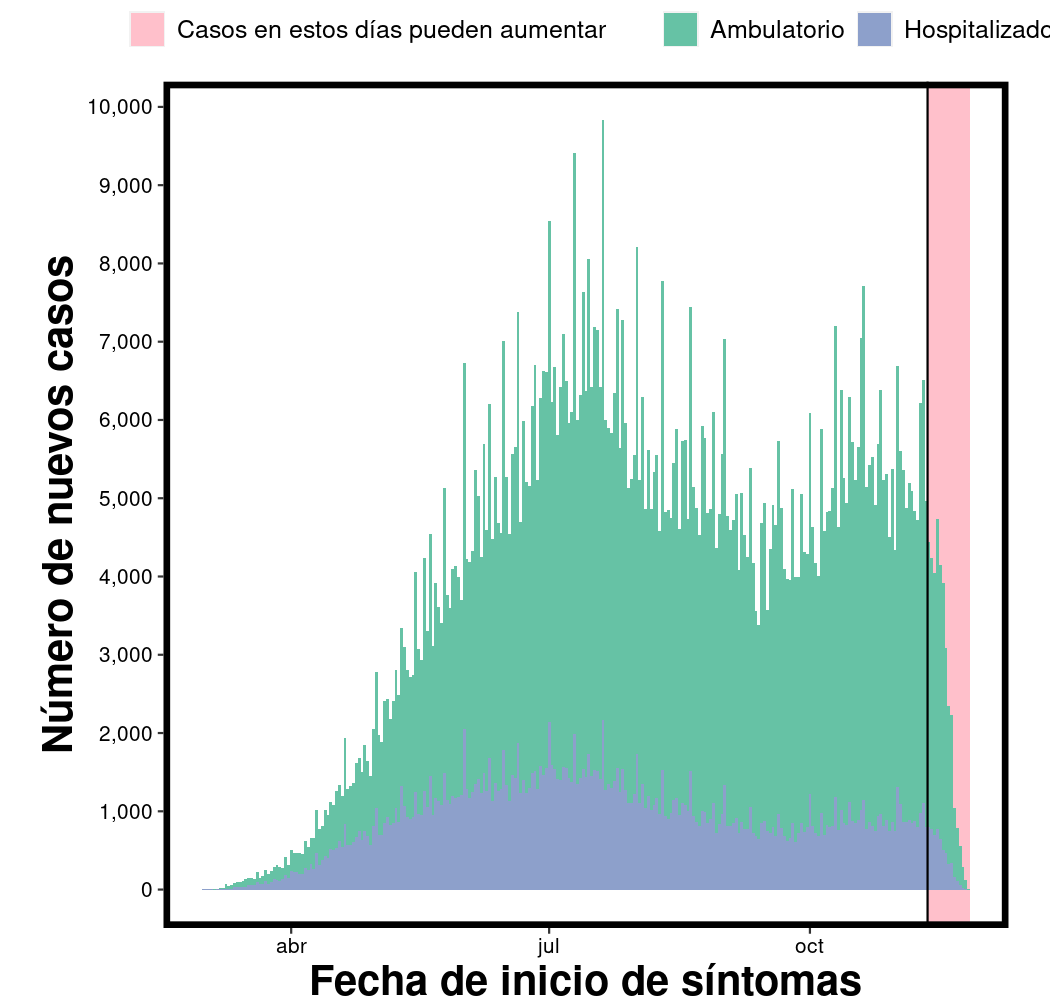 Casos en estos días pueden aumentar Ambulatorio Hospitalizado
10,000
9,000
8,000
7,000
6,000
5,000
4,000
3,000
2,000
1,000
0
Número de nuevos casos
abr jul oct
Fecha de inicio de síntomas